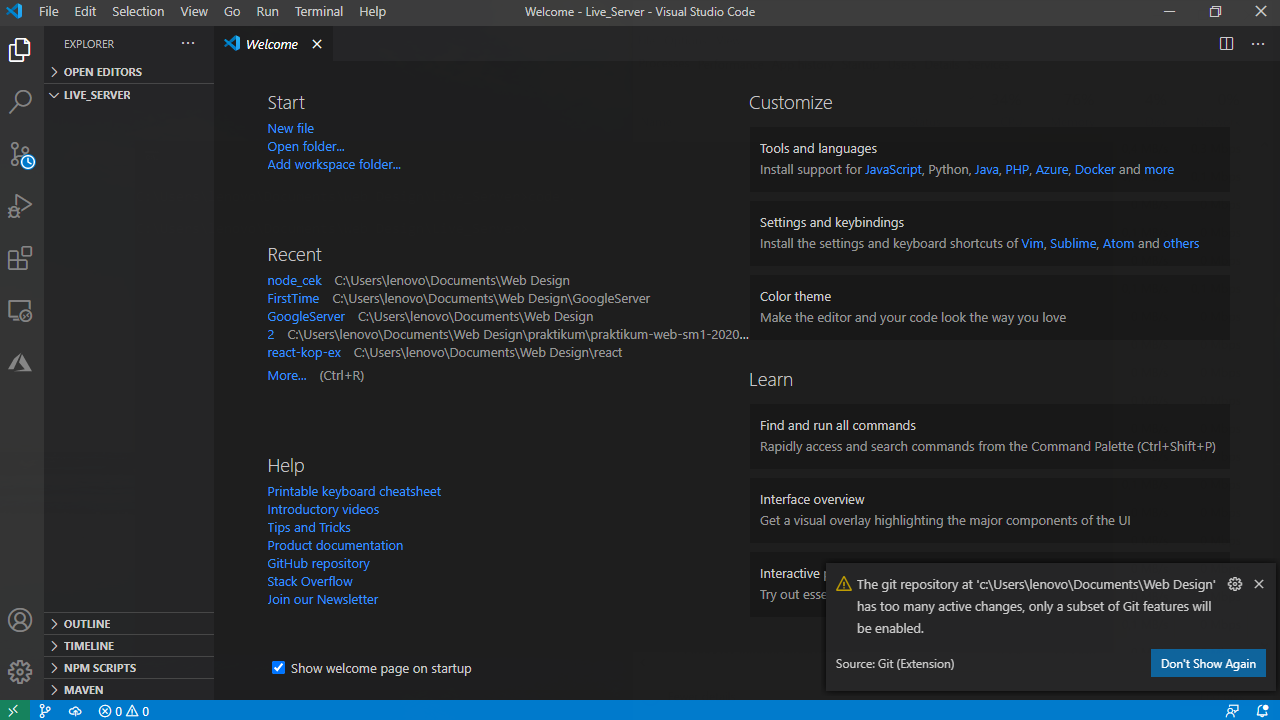 File Edit Selection View Go Run Terminal Help
Welcome - Live_Server - Visual Studio Code
EXPLORER
OPEN EDITORS
LIVE_SERVER
OUTLINE
TIMELINE
NPM SCRIPTS
MAVEN
Welcome
Start
New file
Open folder...
Add workspace folder...
Recent
node_cek C:\Users\lenovo\Documents\Web Design
FirstTime C:\Users\lenovo\Documents\Web Design\GoogleServer
GoogleServer C:\Users\lenovo\Documents\Web Design
2 C:\Users\lenovo\Documents\Web Design\praktikum\praktikum-web-sm1-2020...
react-kop-ex C:\Users\lenovo\Documents\Web Design\react
More... (Ctrl+R)
Help
Printable keyboard cheatsheet
Introductory videos
Tips and Tricks
Product documentation
GitHub repository
Stack Overflow
Join our Newsletter
Show welcome page on startup
Customize
Tools and languages
Install support for JavaScript, Python, Java, PHP, Azure, Docker and more
Settings and keybindings
Install the settings and keyboard shortcuts of Vim, Sublime, Atom and others
Color theme
Make the editor and your code look the way you love
Learn
Find and run all commands
Rapidly access and search commands from the Command Palette (Ctrl+Shift+P)
Interface overview
Get a visual overlay highlighting the major components of the UI
Interactive
Try out
The git repository at 'c:\Users\lenovo\Documents\Web Design'
has too many active changes, only a subset of Git features will
be enabled.
Source: Git (Extension)
Don't Show Again
0 0